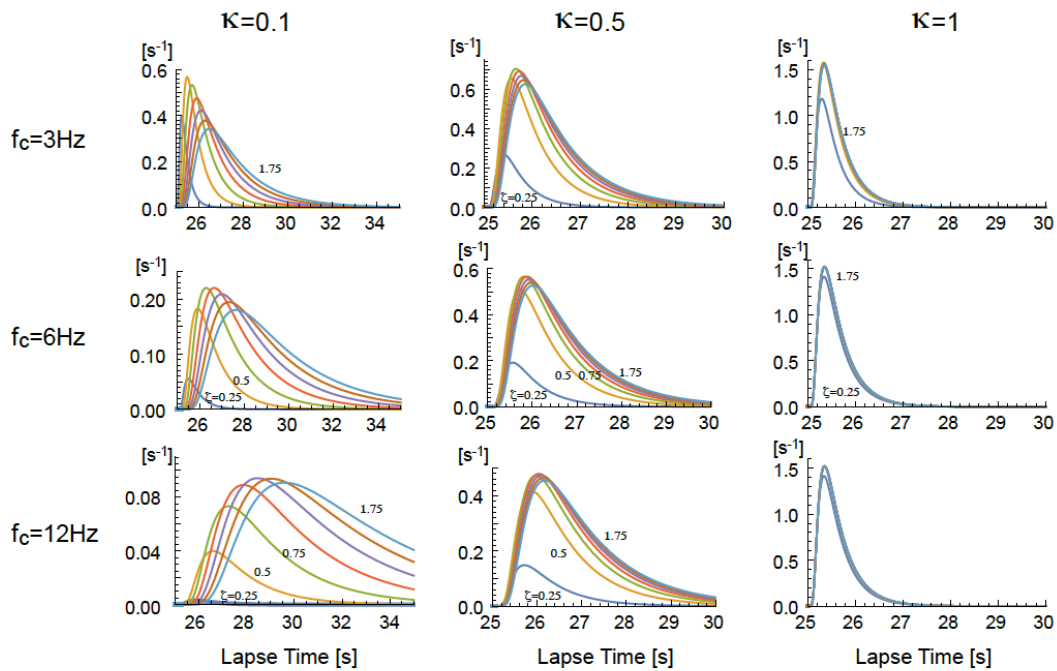 κ=0.1 κ=0.5 κ=1
[s-1] [s-1] [s-1]
fc=3Hz
0.6 0.4 0.2 0.0
1.75
26 28 30 32 34
0.8 0.6 0.4 0.2 0.0
ζ=0.25
25 26 27 28 29 30
1.5 1.0 0.5 0.0
1.75
25 26 27 28 29 30
[s-1] [s-1] [s-1]
fc=6Hz
0.20 0.10 0.00
ζ=0.25 0.5
26 28 30 32 34
0.6 0.4 0.2 0.0
ζ=0.25 0.5 0.75 1.75
25 26 27 28 29 30
1.5 1.0 0.5 0.0
1.75
ζ=0.25
25 26 27 28 29 30
[s-1] [s-1] [s-1]
fc=12Hz
0.08 0.04 0.00
1.75
0.75
0.5
ζ=0.25
26 28 30 32 34
0.4 0.2 0.0
1.75
0.5
ζ=0.25
25 26 27 28 29 30
1.5 1.0 0.5 0.0
25 26 27 28 29 30
Lapse Time [s] Lapse Time [s] Lapse Time [s]